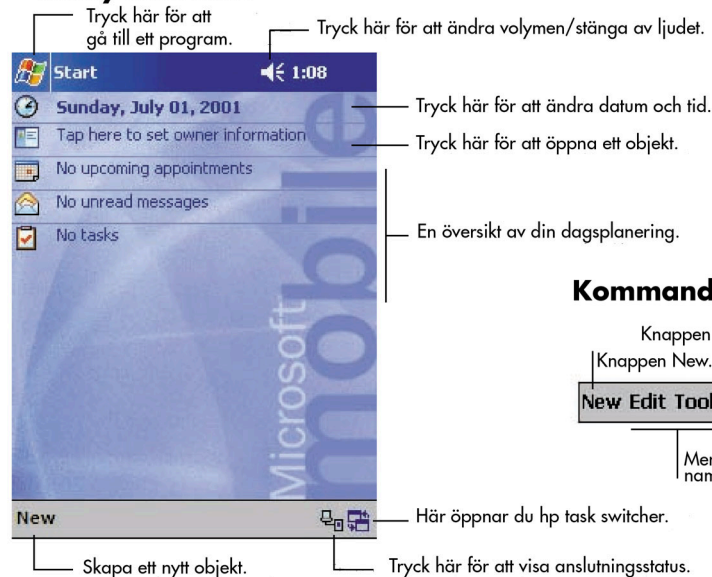 Tryck här för att
gå till ett program.
Tryck här för att ändra volymen/stänga av ljudet.
Start
1:08
Sunday, July 01, 2001
Tryck här för att ändra datum och tid.
Tap here to set owner information
Tryck här för att öppna ett objekt.
No upcoming appointments
No unread messages
No tasks
En översikt av din dagsplanering.
Microsoft
mobile
New
Här öppnar du hp task switcher.
Skapa ett nytt objekt.
Tryck här för att visa anslutningsstatus.
Knappen
Knappen New.
New Edit